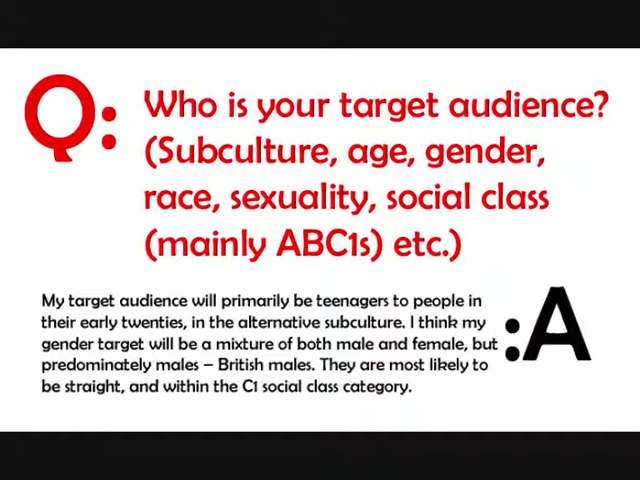 Q:
Who is your target audience?
(Subculture, age, gender,
race, sexuality, social class
(mainly ABC1s) etc.)
My target audience will primarily be teenagers to people in
their early twenties, in the alternative subculture. I think my
gender target will be a mixture of both male and female, but
predominately males – British males. They are most likely to
be straight, and within the C1 social class category.
:A